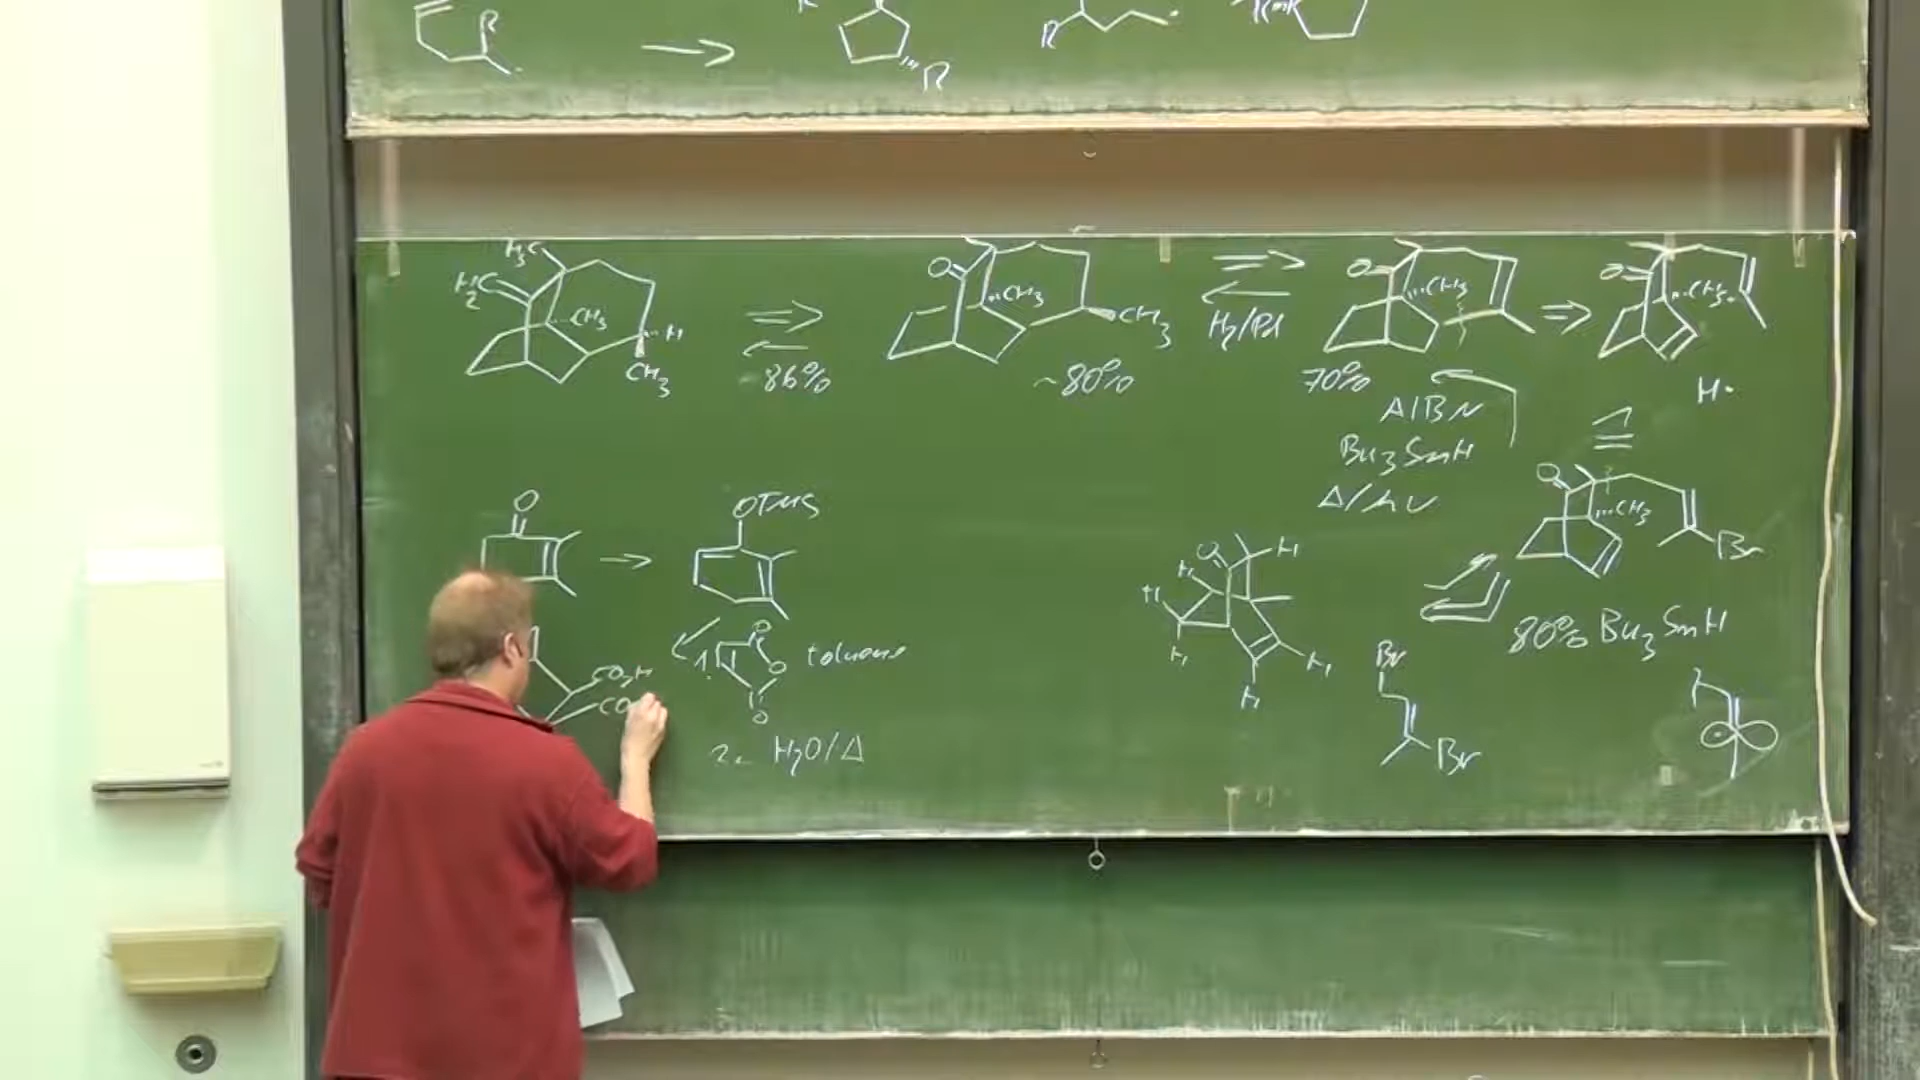 R
R
R
R
H3C
H2C
CH3
H
CH3
86%
O
CH3
CH3
~80%
H2/Pd
O
CH3
70%
AIBN
Bu3SnH
Δ/hν
O
CH3
H·
O
CH3
Br
80% Bu3SnH
O
OTMS
1.
O
O
O
toluene
2. H2O/Δ
CO2H
O
H
H
H
H
H
H
Br
Br